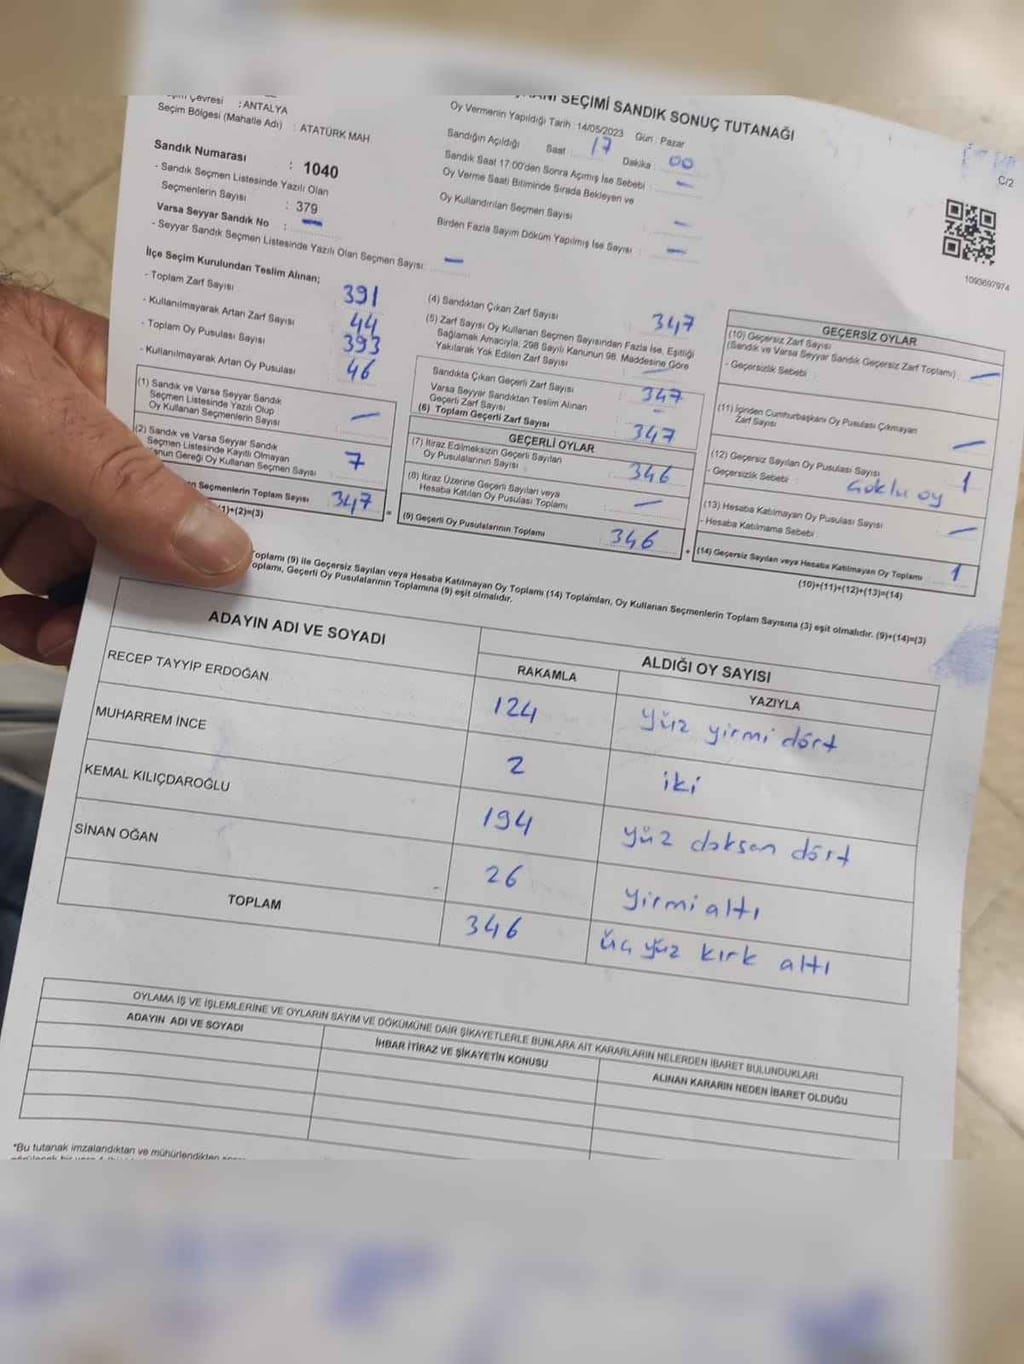 SEÇİMİ SANDIK SONUÇ TUTANAĞI
Çevresi : ANTALYA
Seçim Bölgesi (Mahalle Adı) : ATATÜRK MAH
Oy Vermenin Yapıldığı Tarih : 14/05/2023 Gün : Pazar
Sandığın Açıldığı Saat : 17 Dakika : 00
Sandık Saat 17:00'den Sonra Açımış İse Sebebi : —
Oy Verme Saati Bitiminde Sırada Bekleyen ve
Oy Kullandırılan Seçmen Sayısı —
Birden Fazla Sayım Döküm Yapılmış İse Sayısı : —
C/2
1093697974
Sandık Numarası : 1040
- Sandık Seçmen Listesinde Yazılı Olan
Seçmenlerin Sayısı : 379
Varsa Seyyar Sandık No : —
- Seyyar Sandık Seçmen Listesinde Yazılı Olan Seçmen Sayısı: —
İlçe Seçim Kurulundan Teslim Alınan;
- Toplam Zarf Sayısı 391
- Kullanılmayarak Artan Zarf Sayısı 44
- Toplam Oy Pusulası Sayısı 393
- Kullanılmayarak Artan Oy Pusulası 46
(1) Sandık ve Varsa Seyyar Sandık
Seçmen Listesinde Yazılı Olup
Oy Kullanan Seçmenlerin Sayısı —
(2) Sandık ve Varsa Seyyar Sandık
Seçmen Listesinde Kayıtlı Olmayan
Kanun Gereği Oy Kullanan Seçmen Sayısı 7
Seçmenlerin Toplam Sayısı 347
(1)+(2)=(3)
(4) Sandıktan Çıkan Zarf Sayısı 347
(5) Zarf Sayısı Oy Kullanan Seçmen Sayısından Fazla İse, Eşitliği
Sağlamak Amacıyla, 298 Sayılı Kanunun 98. Maddesine Göre
Yakılarak Yok Edilen Zarf Sayısı —
Sandıkta Çıkan Geçerli Zarf Sayısı 347
Varsa Seyyar Sandıktan Teslim Alınan
Geçerli Zarf Sayısı —
(6) Toplam Geçerli Zarf Sayısı 347
GEÇERLİ OYLAR
(7) İtiraz Edilmeksizin Geçerli Sayılan
Oy Pusulalarının Sayısı 346
(8) İtiraz Üzerine Geçerli Sayılan veya
Hesaba Katılan Oy Pusulası Toplamı —
(9) Geçerli Oy Pusulalarının Toplamı 346
GEÇERSİZ OYLAR
(10) Geçersiz Zarf Sayısı
(Sandık ve Varsa Seyyar Sandık Geçersiz Zarf Toplamı) —
- Geçersizlik Sebebi :
(11) İçinden Cumhurbaşkanı Oy Pusulası Çıkmayan
Zarf Sayısı —
(12) Geçersiz Sayılan Oy Pusulası Sayısı 1
- Geçersizlik Sebebi : Çoklu oy
(13) Hesaba Katılmayan Oy Pusulası Sayısı —
- Hesaba Katılmama Sebebi :
(14) Geçersiz Sayılan veya Hesaba Katılmayan Oy Toplamı 1
(10)+(11)+(12)+(13)=(14)
Toplamı (9) ile Geçersiz Sayılan veya Hesaba Katılmayan Oy Toplamı (14) Toplamları, Oy Kullanan Seçmenlerin Toplam Sayısına (3) eşit olmalıdır. (9)+(14)=(3)
Toplamı, Geçerli Oy Pusulalarının Toplamına (9) eşit olmalıdır.
ADAYIN ADI VE SOYADI ALDIĞI OY SAYISI
RAKAMLA YAZIYLA
RECEP TAYYİP ERDOĞAN 124 yüz yirmi dört
MUHARREM İNCE 2 iki
KEMAL KILIÇDAROĞLU 194 yüz doksan dört
SİNAN OĞAN 26 yirmi altı
TOPLAM 346 üç yüz kırk altı
OYLAMA İŞ VE İŞLEMLERİNE VE OYLARIN SAYIM VE DÖKÜMÜNE DAİR ŞİKAYETLERLE BUNLARA AİT KARARLARIN NELERDEN İBARET BULUNDUKLARI
ADAYIN ADI VE SOYADI İHBAR İTİRAZ VE ŞİKAYETİN KONUSU ALINAN KARARIN NEDEN İBARET OLDUĞU
*Bu tutanak imzalandıktan ve mühürlendikten